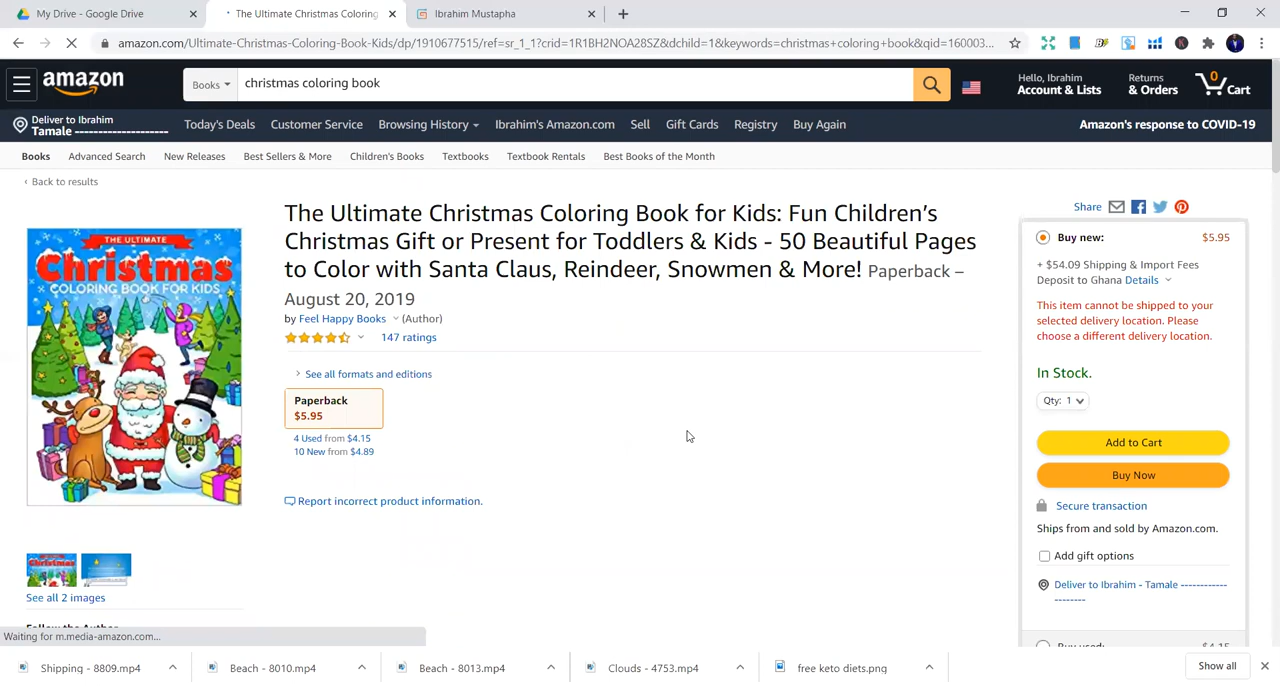 My Drive - Google Drive
The Ultimate Christmas Coloring
Ibrahim Mustapha
amazon.com/Ultimate-Christmas-Coloring-Book-Kids/dp/1910677515/ref=sr_1_1?crid=1R1BH2NOA28SZ&dchild=1&keywords=christmas+coloring+book&qid=160003...
amazon
Books
christmas coloring book
Hello, Ibrahim
Account & Lists
Returns
& Orders
0
Cart
Deliver to Ibrahim
Tamale --------------------
Today's Deals
Customer Service
Browsing History
Ibrahim's Amazon.com
Sell
Gift Cards
Registry
Buy Again
Amazon's response to COVID-19
Books
Advanced Search
New Releases
Best Sellers & More
Children's Books
Textbooks
Textbook Rentals
Best Books of the Month
‹ Back to results
THE ULTIMATE
Christmas
COLORING BOOK FOR KIDS
See all 2 images
Follow the Author
The Ultimate Christmas Coloring Book for Kids: Fun Children’s
Christmas Gift or Present for Toddlers & Kids - 50 Beautiful Pages
to Color with Santa Claus, Reindeer, Snowmen & More! Paperback –
August 20, 2019
by Feel Happy Books (Author)
147 ratings
See all formats and editions
Paperback
$5.95
4 Used from $4.15
10 New from $4.89
Report incorrect product information.
Share
Buy new:
$5.95
+ $54.09 Shipping & Import Fees
Deposit to Ghana Details
This item cannot be shipped to your
selected delivery location. Please
choose a different delivery location.
In Stock.
Qty: 1
Add to Cart
Buy Now
Secure transaction
Ships from and sold by Amazon.com.
Add gift options
Deliver to Ibrahim - Tamale ------------
--------
Buy used:
$4.15
Waiting for m.media-amazon.com...
Shipping - 8809.mp4
Beach - 8010.mp4
Beach - 8013.mp4
Clouds - 4753.mp4
free keto diets.png
Show all